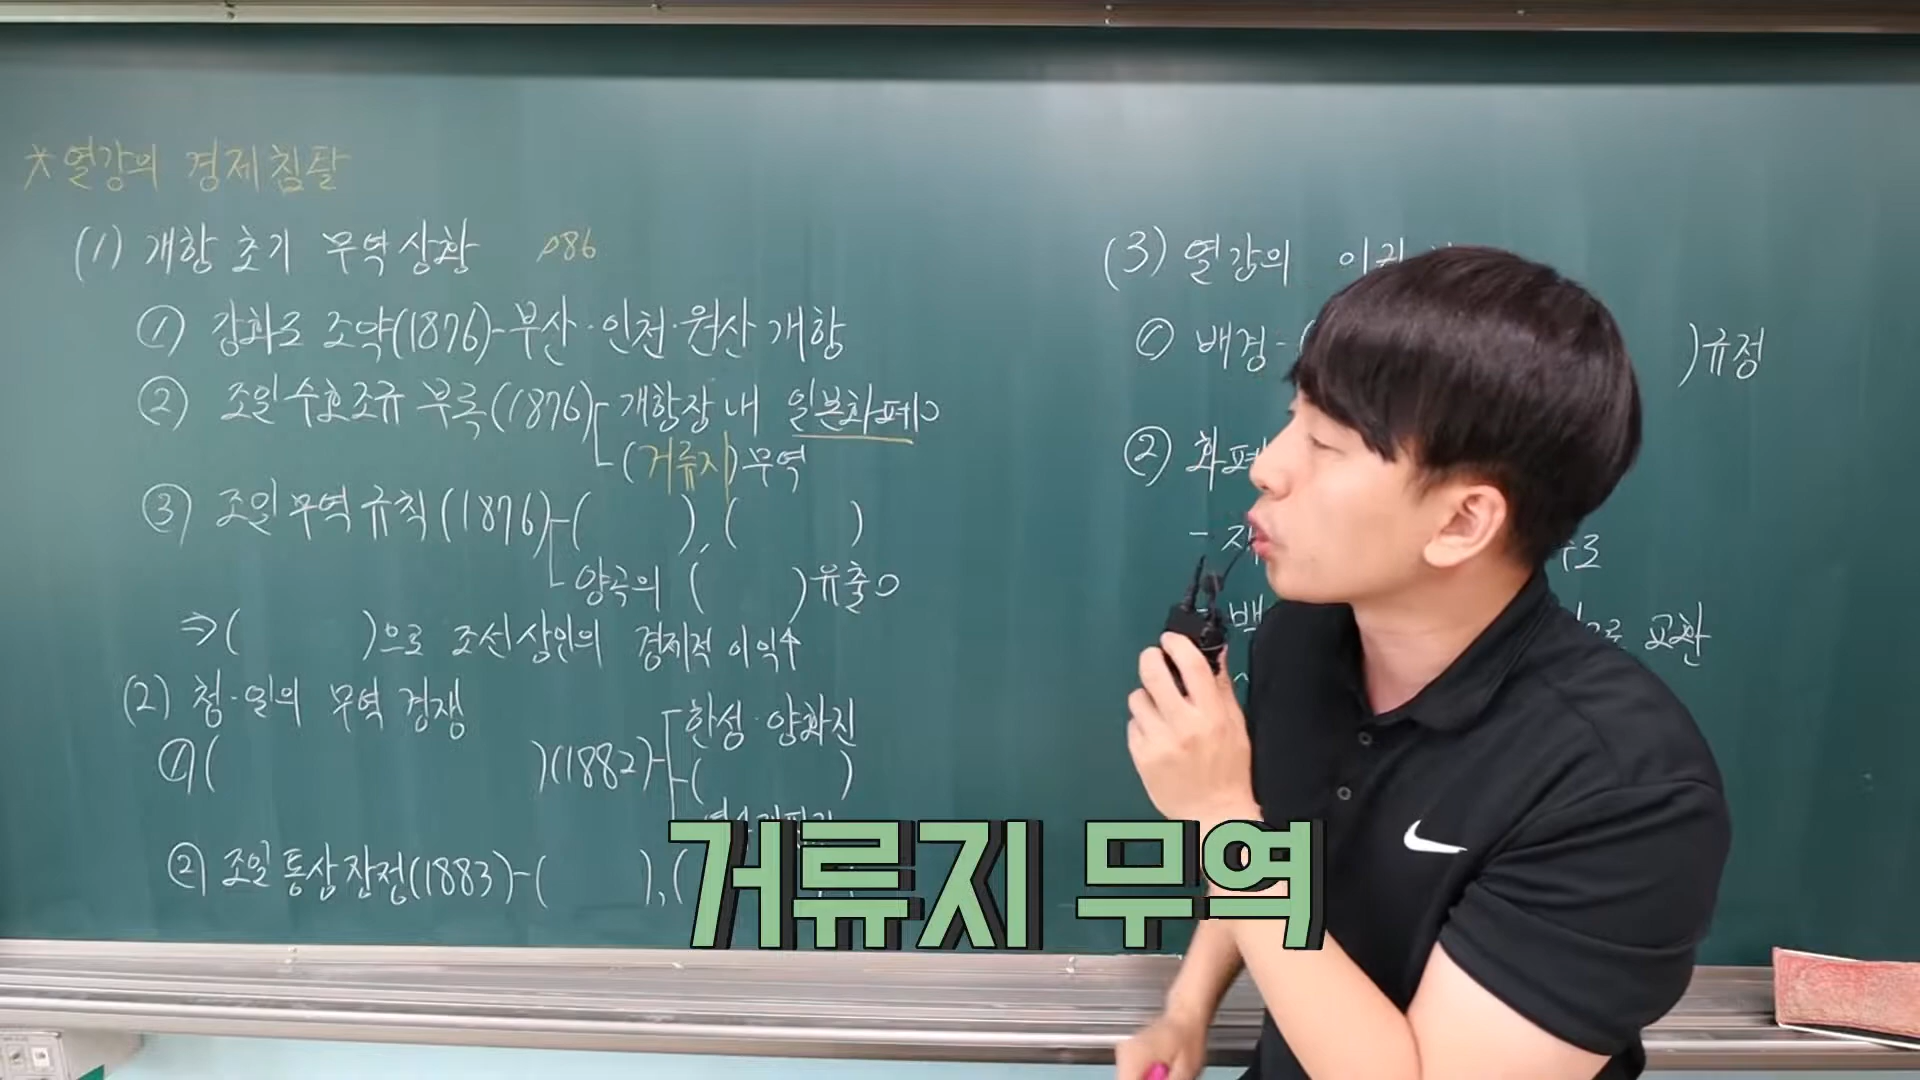 *열강의 경제침탈
(1) 개항 초기 무역상황 p86
① 강화도 조약(1876)-부산·인천·원산 개항
② 조일수호조규 부록(1876) 개항장 내 일본화폐O
(거류지)무역
③ 조일무역규칙(1876)-( ), ( )
양곡의 ( )유출O
⇒( )으로 조선상인의 경제적 이익↑
(2) 청·일의 무역 경쟁
①( )(1882)-한성·양화진
( )
② 조일통상장정(1883)-( ), (
(3) 열강의
① 배경-( )규정
② 화폐
-
- 교환
거류지 무역